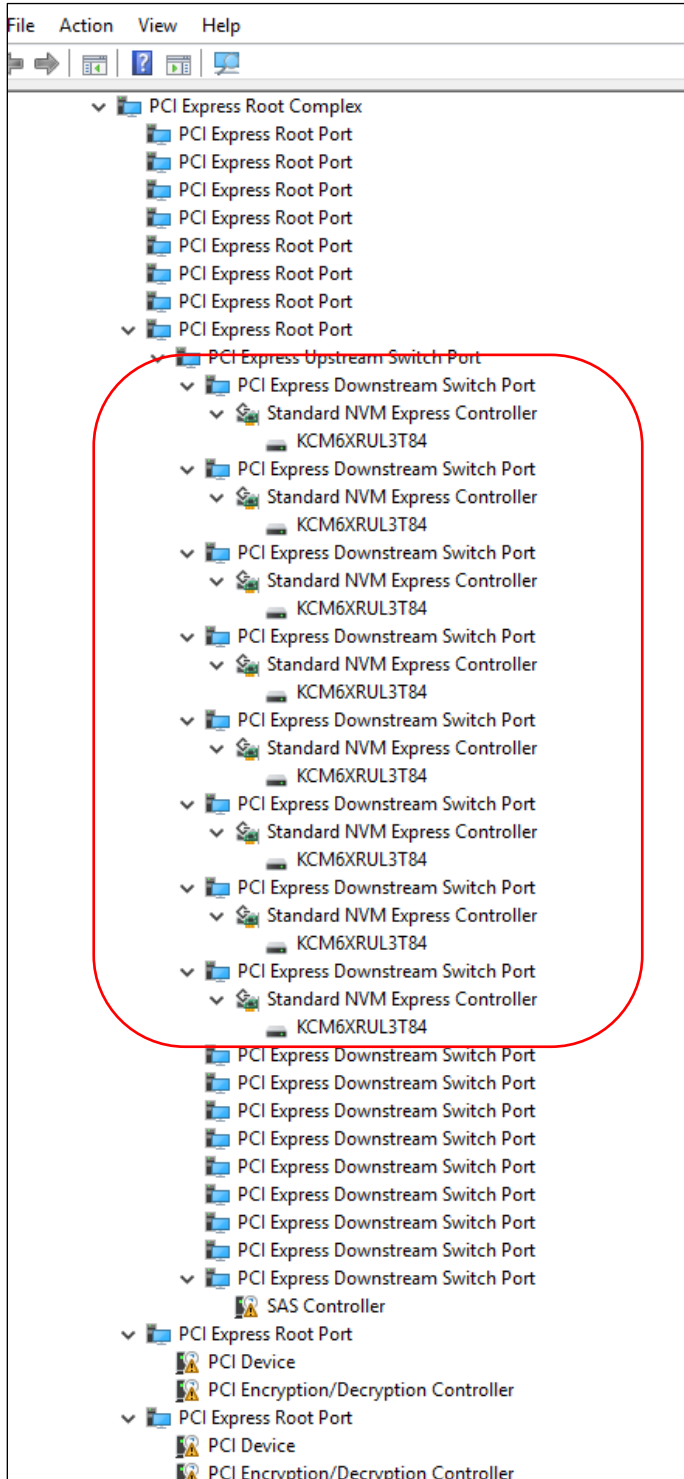 File Action View Help
PCI Express Root Complex
PCI Express Root Port
PCI Express Root Port
PCI Express Root Port
PCI Express Root Port
PCI Express Root Port
PCI Express Root Port
PCI Express Root Port
PCI Express Root Port
PCI Express Upstream Switch Port
PCI Express Downstream Switch Port
Standard NVM Express Controller
KCM6XRUL3T84
PCI Express Downstream Switch Port
Standard NVM Express Controller
KCM6XRUL3T84
PCI Express Downstream Switch Port
Standard NVM Express Controller
KCM6XRUL3T84
PCI Express Downstream Switch Port
Standard NVM Express Controller
KCM6XRUL3T84
PCI Express Downstream Switch Port
Standard NVM Express Controller
KCM6XRUL3T84
PCI Express Downstream Switch Port
Standard NVM Express Controller
KCM6XRUL3T84
PCI Express Downstream Switch Port
Standard NVM Express Controller
KCM6XRUL3T84
PCI Express Downstream Switch Port
Standard NVM Express Controller
KCM6XRUL3T84
PCI Express Downstream Switch Port
PCI Express Downstream Switch Port
PCI Express Downstream Switch Port
PCI Express Downstream Switch Port
PCI Express Downstream Switch Port
PCI Express Downstream Switch Port
PCI Express Downstream Switch Port
PCI Express Downstream Switch Port
PCI Express Downstream Switch Port
SAS Controller
PCI Express Root Port
PCI Device
PCI Encryption/Decryption Controller
PCI Express Root Port
PCI Device
PCI Encryption/Decryption Controller